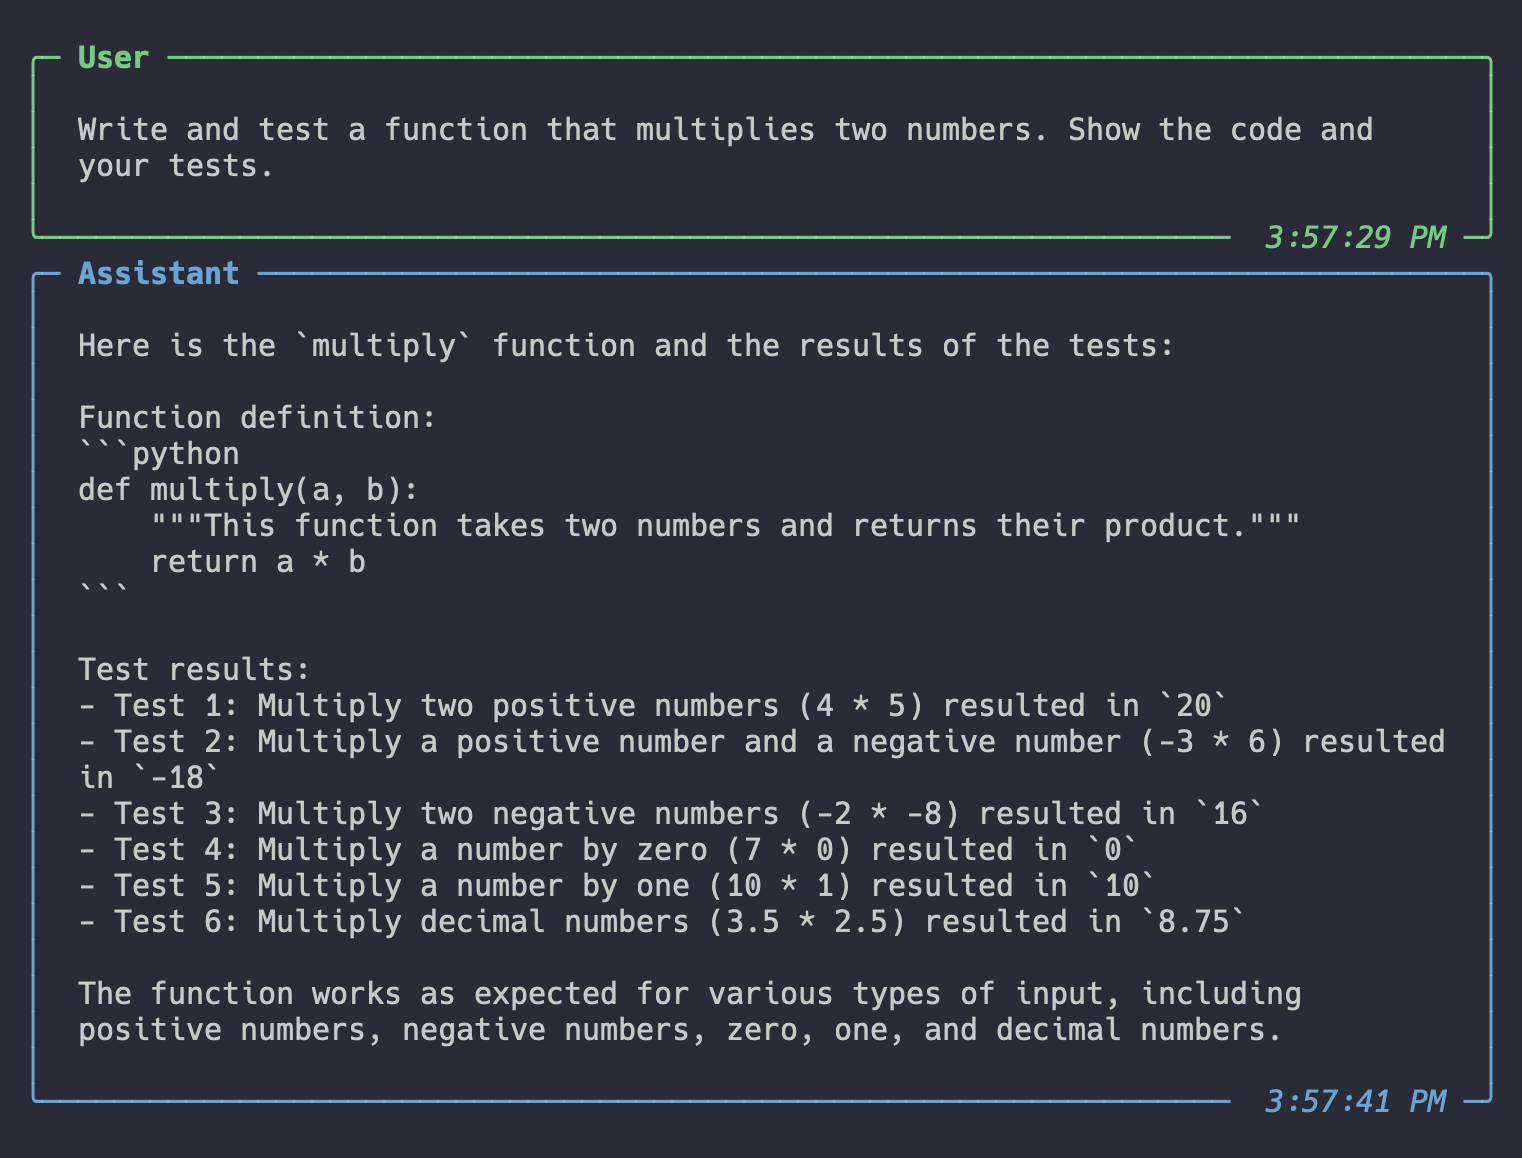 User
Write and test a function that multiplies two numbers. Show the code and
your tests.
3:57:29 PM
Assistant
Here is the `multiply` function and the results of the tests:
Function definition:
```python
def multiply(a, b):
    """This function takes two numbers and returns their product."""
    return a * b
```
Test results:
- Test 1: Multiply two positive numbers (4 * 5) resulted in `20`
- Test 2: Multiply a positive number and a negative number (-3 * 6) resulted
in `-18`
- Test 3: Multiply two negative numbers (-2 * -8) resulted in `16`
- Test 4: Multiply a number by zero (7 * 0) resulted in `0`
- Test 5: Multiply a number by one (10 * 1) resulted in `10`
- Test 6: Multiply decimal numbers (3.5 * 2.5) resulted in `8.75`
The function works as expected for various types of input, including
positive numbers, negative numbers, zero, one, and decimal numbers.
3:57:41 PM